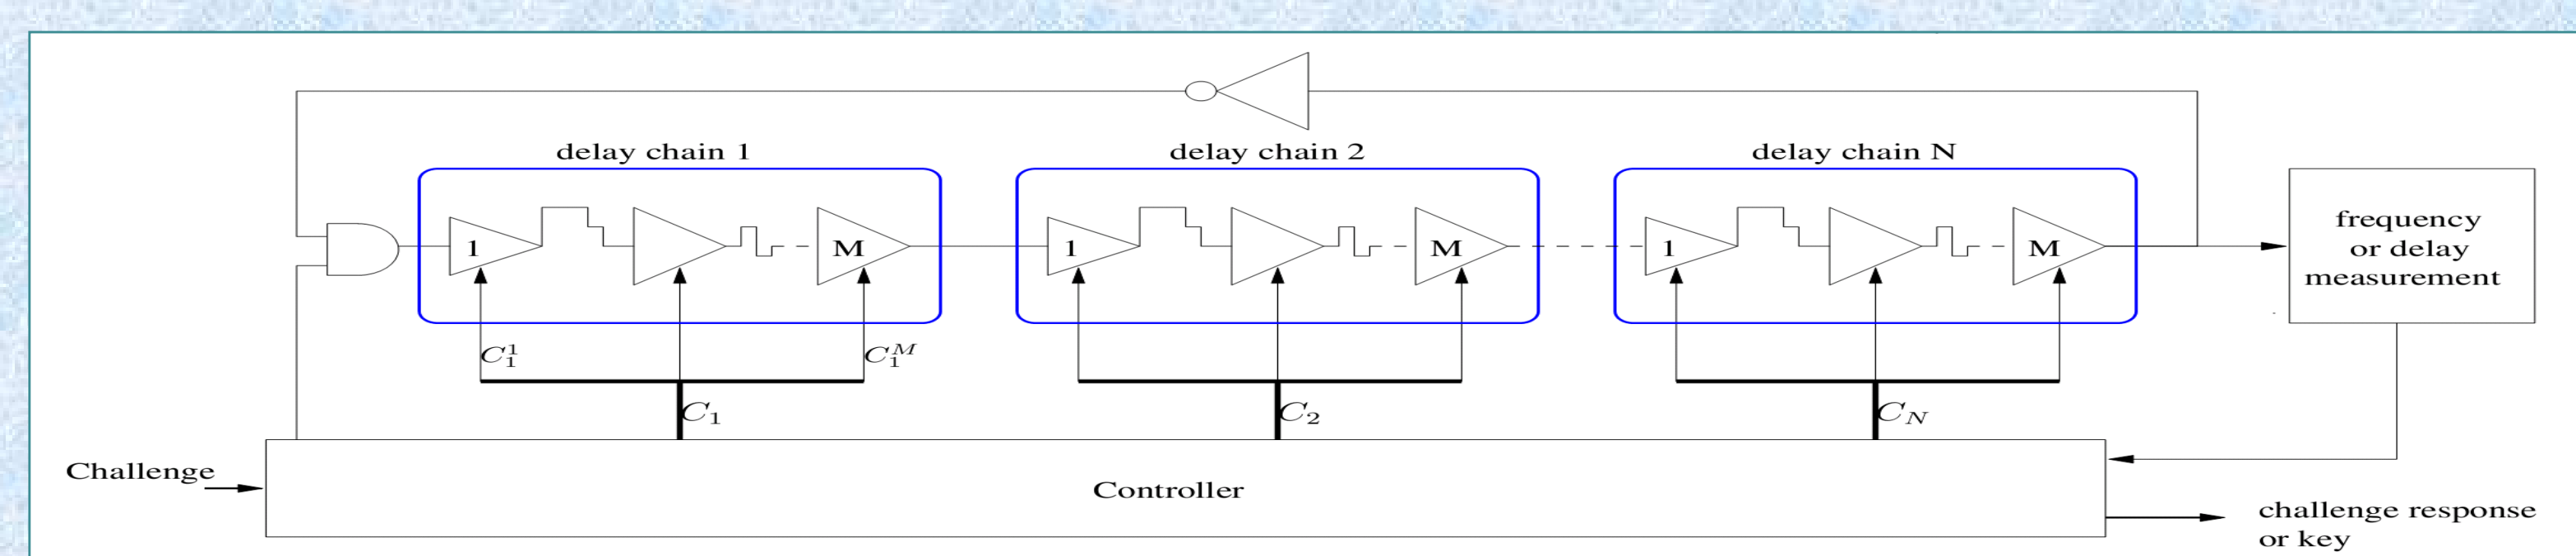 delay chain 1
delay chain 2
delay chain N
1
M
1
M
1
M
frequency
or delay
measurement
C_1^1
C_1^M
C_1
C_2
C_N
Challenge
Controller
challenge response
or key